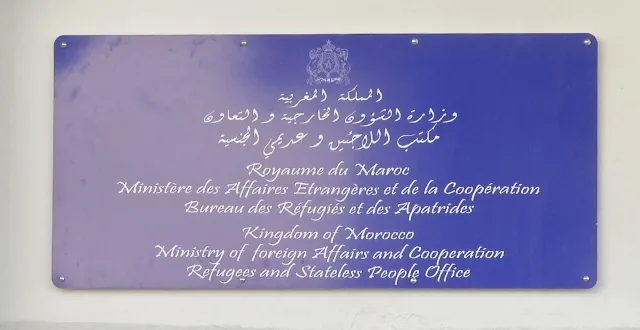 المملكة المغربية
وزارة الشؤون الخارجية و التعاون
مكتب اللاجئين و عديمي الجنسية
Royaume du Maroc
Ministère des Affaires Etrangères et de la Coopération
Bureau des Réfugiés et des Apatrides
Kingdom of Morocco
Ministry of foreign Affairs and Cooperation
Refugees and Stateless People Office